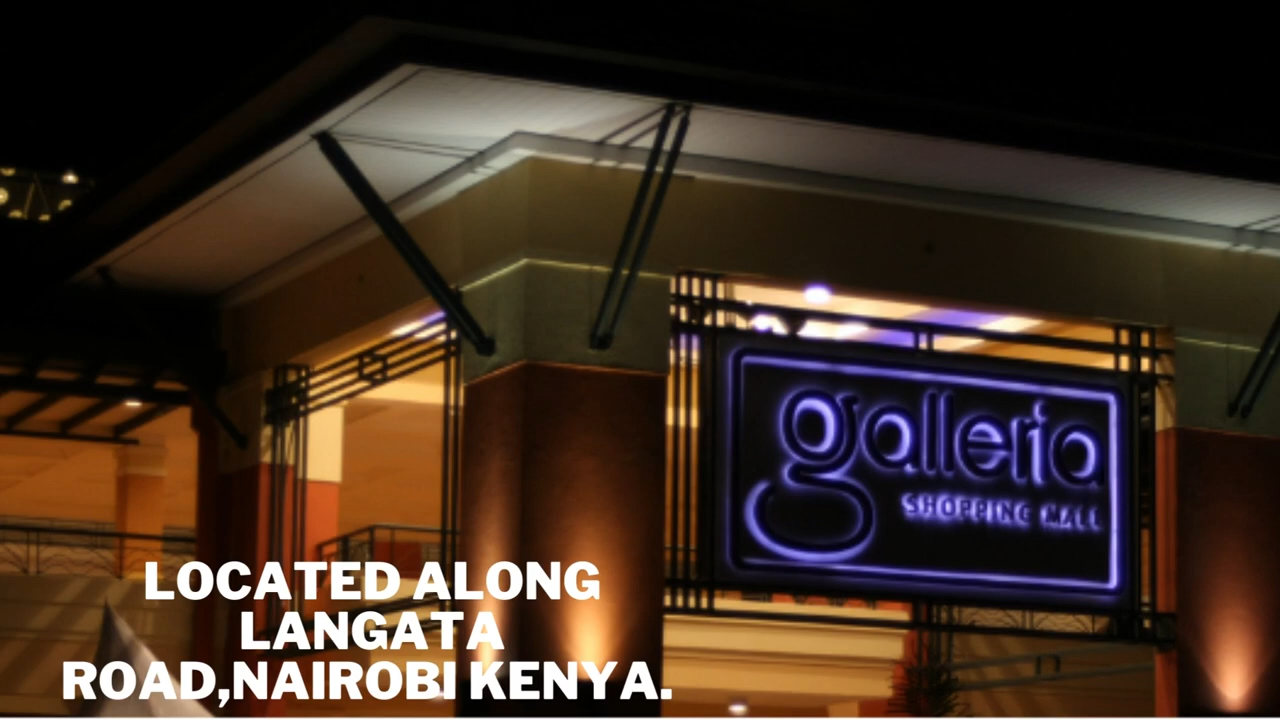 galleria
SHOPPING MALL
LOCATED ALONG
LANGATA
ROAD,NAIROBI KENYA.